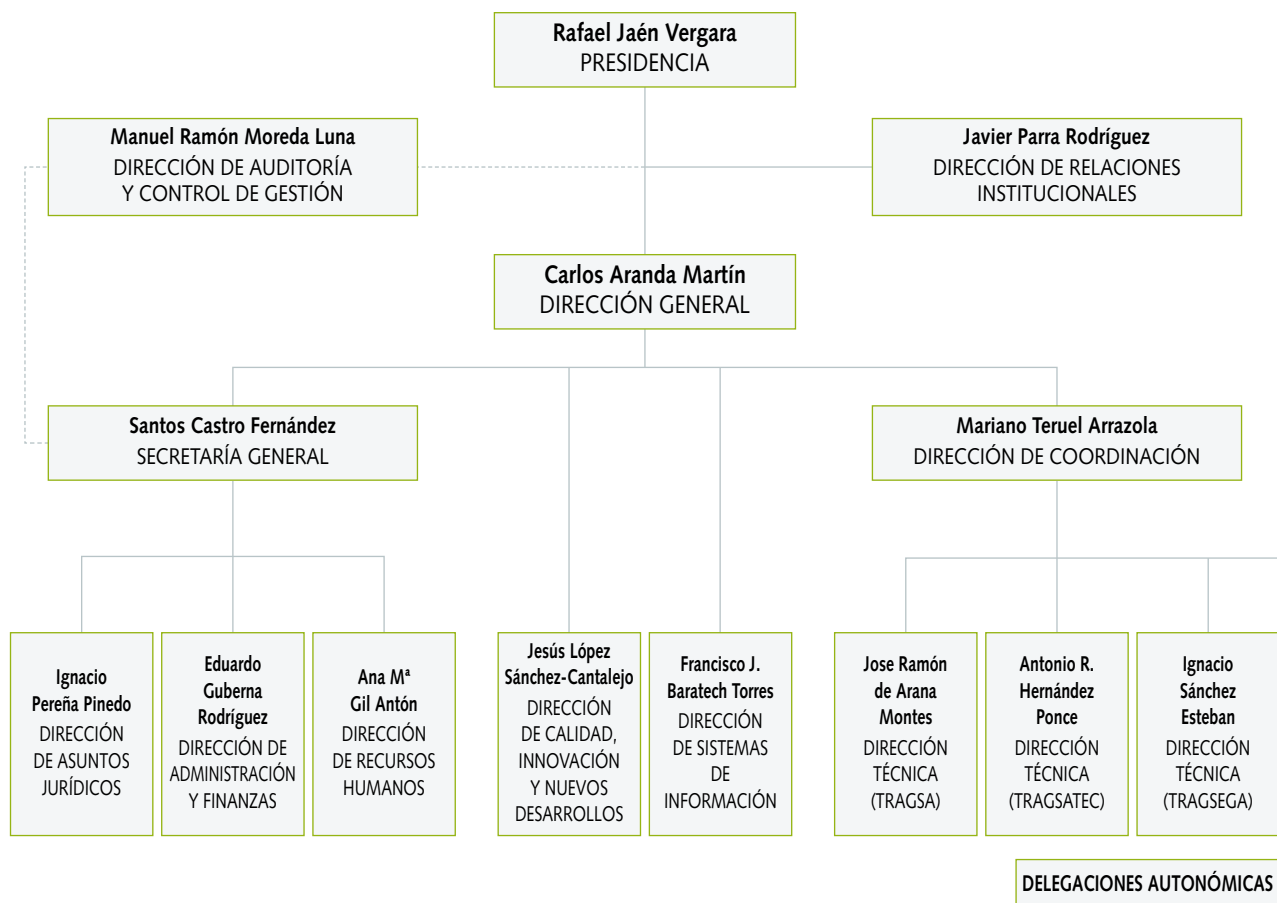 Rafael Jaén Vergara
PRESIDENCIA
Manuel Ramón Moreda Luna
DIRECCIÓN DE AUDITORÍA
Y CONTROL DE GESTIÓN
Javier Parra Rodríguez
DIRECCIÓN DE RELACIONES
INSTITUCIONALES
Carlos Aranda Martín
DIRECCIÓN GENERAL
Santos Castro Fernández
SECRETARÍA GENERAL
Mariano Teruel Arrazola
DIRECCIÓN DE COORDINACIÓN
Ignacio
Pereña Pinedo
DIRECCIÓN
DE ASUNTOS
JURÍDICOS
Eduardo
Guberna
Rodríguez
DIRECCIÓN DE
ADMINISTRACIÓN
Y FINANZAS
Ana Mª
Gil Antón
DIRECCIÓN
DE RECURSOS
HUMANOS
Jesús López
Sánchez-Cantalejo
DIRECCIÓN
DE CALIDAD,
INNOVACIÓN
Y NUEVOS
DESARROLLOS
Francisco J.
Baratech Torres
DIRECCIÓN
DE SISTEMAS
DE
INFORMACIÓN
Jose Ramón
de Arana
Montes
DIRECCIÓN
TÉCNICA
(TRAGSA)
Antonio R.
Hernández
Ponce
DIRECCIÓN
TÉCNICA
(TRAGSATEC)
Ignacio
Sánchez
Esteban
DIRECCIÓN
TÉCNICA
(TRAGSEGA)
DELEGACIONES AUTONÓMICAS